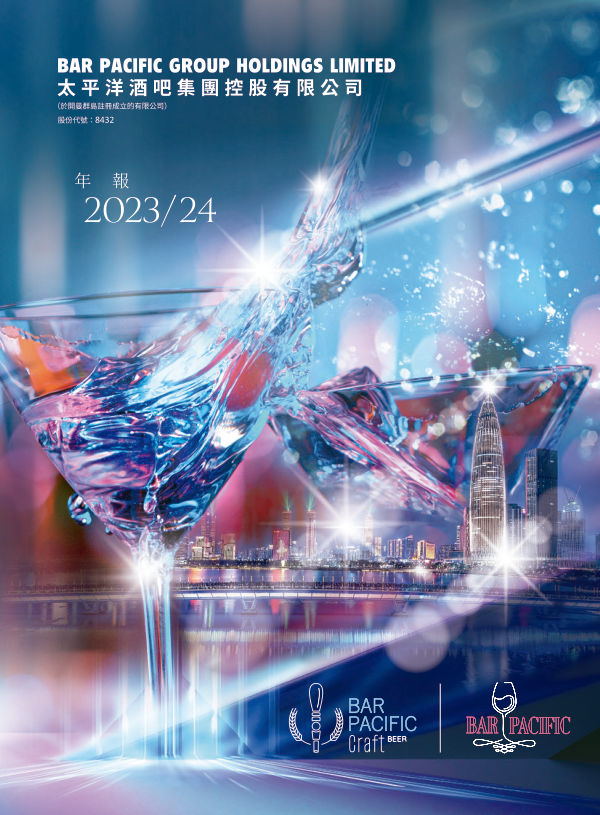 BAR PACIFIC GROUP HOLDINGS LIMITED
太平洋酒吧集團控股有限公司
(於開曼群島註冊成立的有限公司)
股份代號：8432
年報
2023/24
BAR
PACIFIC
Craft BEER
BAR PACIFIC